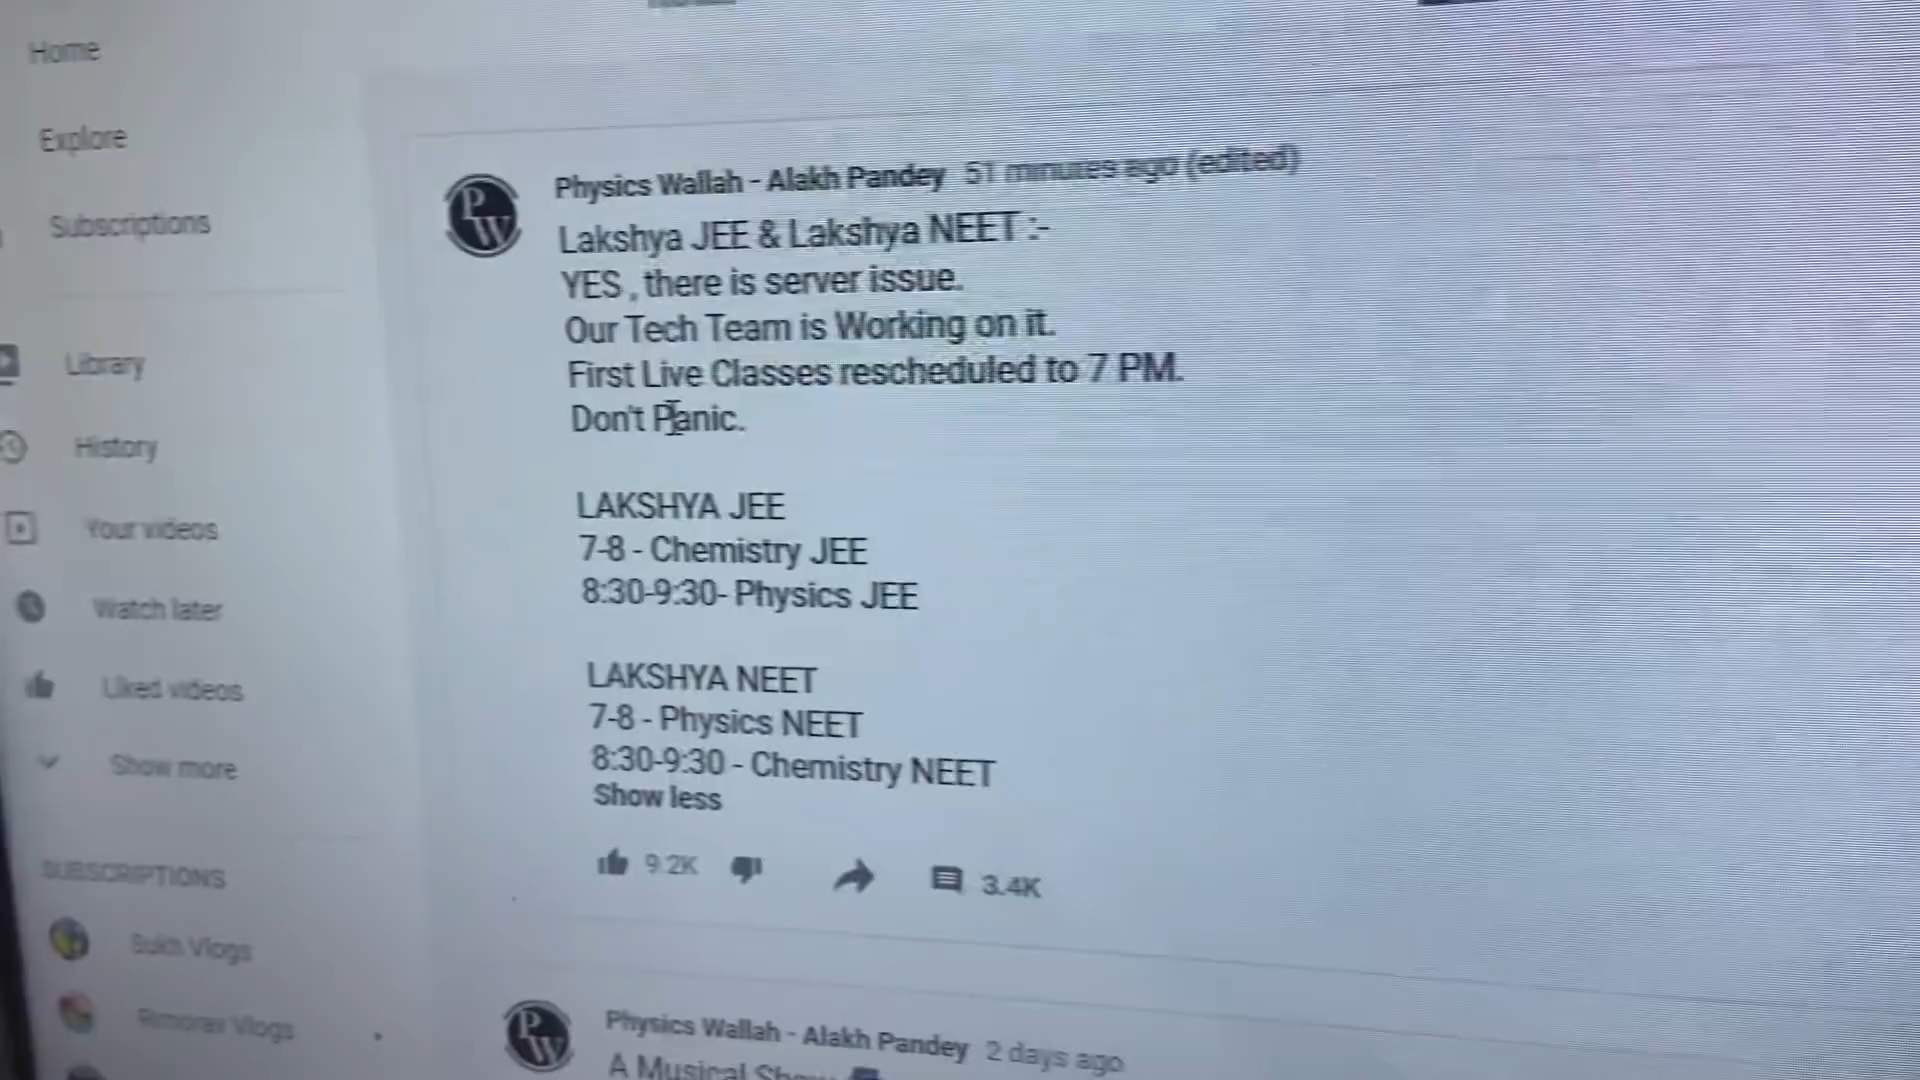 Home
Explore
Subscriptions
Library
History
Your videos
Watch later
Liked videos
Show more
SUBSCRIPTIONS
Sukh Vlogs
Rimorav Vlogs
PW
Physics Wallah - Alakh Pandey 51 minutes ago (edited)
Lakshya JEE & Lakshya NEET :-
YES , there is server issue.
Our Tech Team is Working on it.
First Live Classes rescheduled to 7 PM.
Don't Panic.
LAKSHYA JEE
7-8 - Chemistry JEE
8:30-9:30- Physics JEE
LAKSHYA NEET
7-8 - Physics NEET
8:30-9:30 - Chemistry NEET
Show less
9.2K 3.4K
PW
Physics Wallah - Alakh Pandey 2 days ago
A Musical